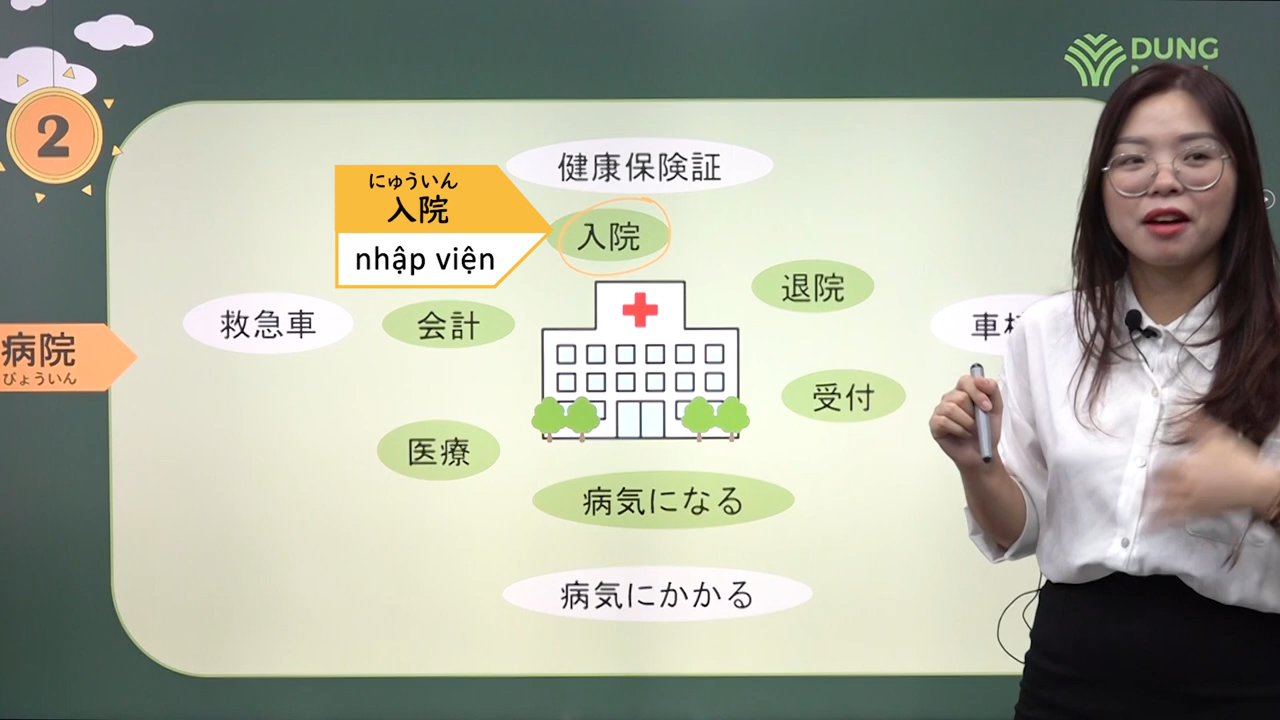 DUNG
2
健康保険証
にゅういん
入院
nhập viện
入院
退院
救急車
会計
車
病院
びょういん
受付
医療
病気になる
病気にかかる